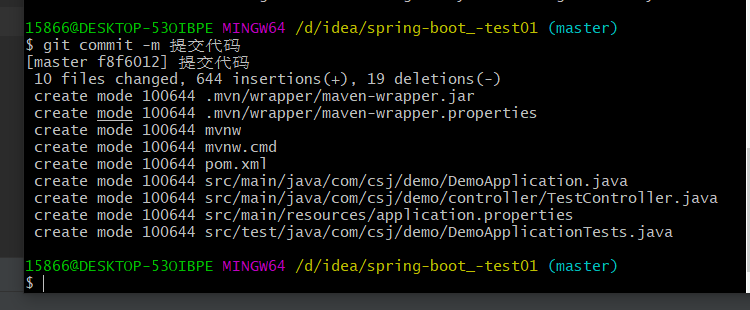 15866@DESKTOP-53OIBPE MINGW64 /d/idea/spring-boot_-test01 (master)
$ git commit -m 提交代码
[master f8f6012] 提交代码
 10 files changed, 644 insertions(+), 19 deletions(-)
 create mode 100644 .mvn/wrapper/maven-wrapper.jar
 create mode 100644 .mvn/wrapper/maven-wrapper.properties
 create mode 100644 mvnw
 create mode 100644 mvnw.cmd
 create mode 100644 pom.xml
 create mode 100644 src/main/java/com/csj/demo/DemoApplication.java
 create mode 100644 src/main/java/com/csj/demo/controller/TestController.java
 create mode 100644 src/main/resources/application.properties
 create mode 100644 src/test/java/com/csj/demo/DemoApplicationTests.java
15866@DESKTOP-53OIBPE MINGW64 /d/idea/spring-boot_-test01 (master)
$